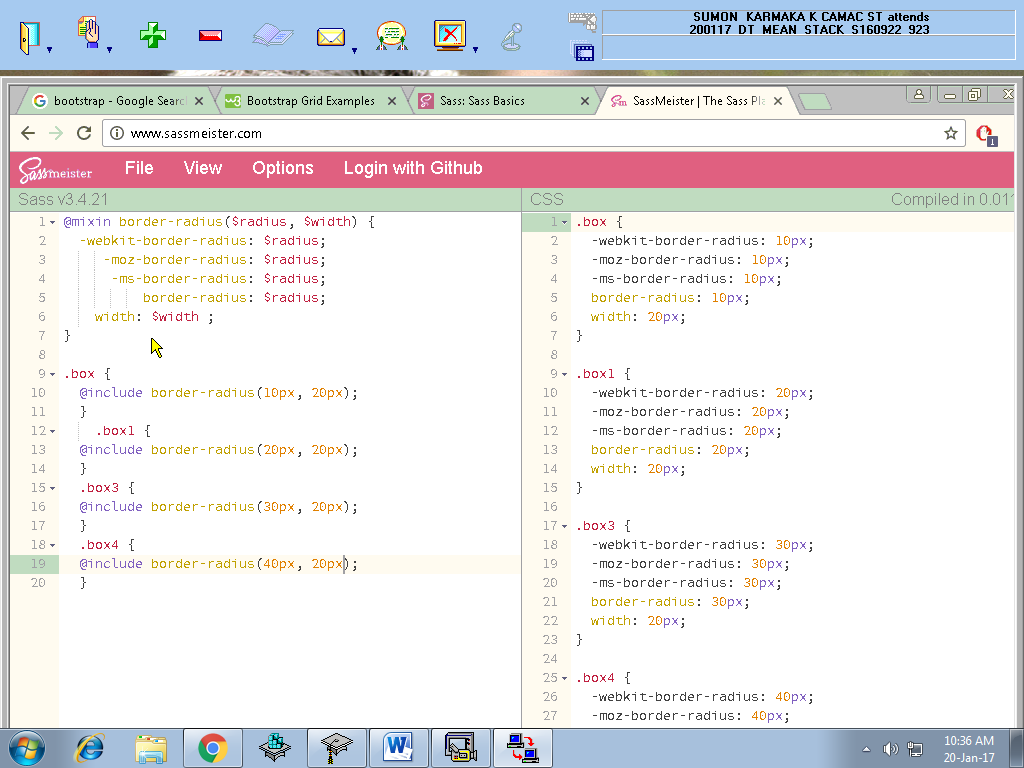 SUMON KARMAKA K CAMAC ST attends
200117 DT MEAN STACK S160922 923
bootstrap - Google Searc
Bootstrap Grid Examples
Sass: Sass Basics
SassMeister | The Sass Pla
www.sassmeister.com
1
Sassmeister File View Options Login with Github
Sass v3.4.21
1 @mixin border-radius($radius, $width) {
2 -webkit-border-radius: $radius;
3 -moz-border-radius: $radius;
4 -ms-border-radius: $radius;
5 border-radius: $radius;
6 width: $width ;
7 }
8
9 .box {
10 @include border-radius(10px, 20px);
11 }
12 .box1 {
13 @include border-radius(20px, 20px);
14 }
15 .box3 {
16 @include border-radius(30px, 20px);
17 }
18 .box4 {
19 @include border-radius(40px, 20px);
20 }
CSS Compiled in 0.011
1 .box {
2 -webkit-border-radius: 10px;
3 -moz-border-radius: 10px;
4 -ms-border-radius: 10px;
5 border-radius: 10px;
6 width: 20px;
7 }
8
9 .box1 {
10 -webkit-border-radius: 20px;
11 -moz-border-radius: 20px;
12 -ms-border-radius: 20px;
13 border-radius: 20px;
14 width: 20px;
15 }
16
17 .box3 {
18 -webkit-border-radius: 30px;
19 -moz-border-radius: 30px;
20 -ms-border-radius: 30px;
21 border-radius: 30px;
22 width: 20px;
23 }
24
25 .box4 {
26 -webkit-border-radius: 40px;
27 -moz-border-radius: 40px;
10:36 AM
20-Jan-17